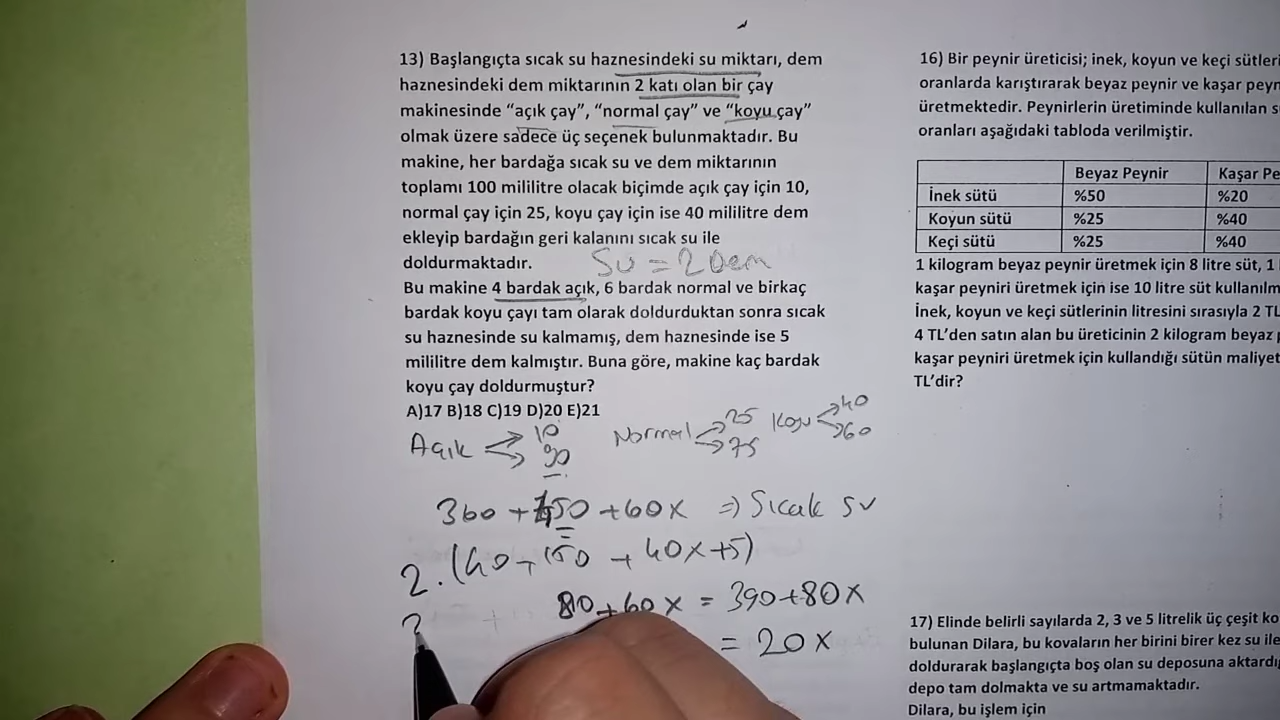 13) Başlangıçta sıcak su haznesindeki su miktarı, dem
haznesindeki dem miktarının 2 katı olan bir çay
makinesinde “açık çay”, “normal çay” ve “koyu çay”
olmak üzere sadece üç seçenek bulunmaktadır. Bu
makine, her bardağa sıcak su ve dem miktarının
toplamı 100 mililitre olacak biçimde açık çay için 10,
normal çay için 25, koyu çay için ise 40 mililitre dem
ekleyip bardağın geri kalanını sıcak su ile
doldurmaktadır.
Su = 2 Dem
Bu makine 4 bardak açık, 6 bardak normal ve birkaç
bardak koyu çayı tam olarak doldurduktan sonra sıcak
su haznesinde su kalmamış, dem haznesinde ise 5
mililitre dem kalmıştır. Buna göre, makine kaç bardak
koyu çay doldurmuştur?
A)17 B)18 C)19 D)20 E)21
Açık 10 90
Normal 25 75
Koyu 40 60
360 + 450 + 60x => Sıcak su
2.(40+150 + 40x+5)
810+60x = 390+80x
= 20x
16) Bir peynir üreticisi; inek, koyun ve keçi
oranlarda karıştırarak beyaz peynir ve kaşar
üretmektedir. Peynirlerin üretiminde kullanılan
oranları aşağıdaki tabloda verilmiştir.
Beyaz Peynir Kaşar
İnek sütü %50 %20
Koyun sütü %25 %40
Keçi sütü %25 %40
1 kilogram beyaz peynir üretmek için 8 litre süt, 1
kaşar peyniri üretmek için ise 10 litre süt
İnek, koyun ve keçi sütlerinin litresini sırasıyla 2
4 TL’den satın alan bu üreticinin 2 kilogram beyaz
kaşar peyniri üretmek için kullandığı sütün
TL’dir?
17) Elinde belirli sayılarda 2, 3 ve 5 litrelik üç çeşit
bulunan Dilara, bu kovaların her birini birer kez su ile
doldurarak başlangıçta boş olan su deposuna
depo tam dolmakta ve su artmamaktadır.
Dilara, bu işlem için